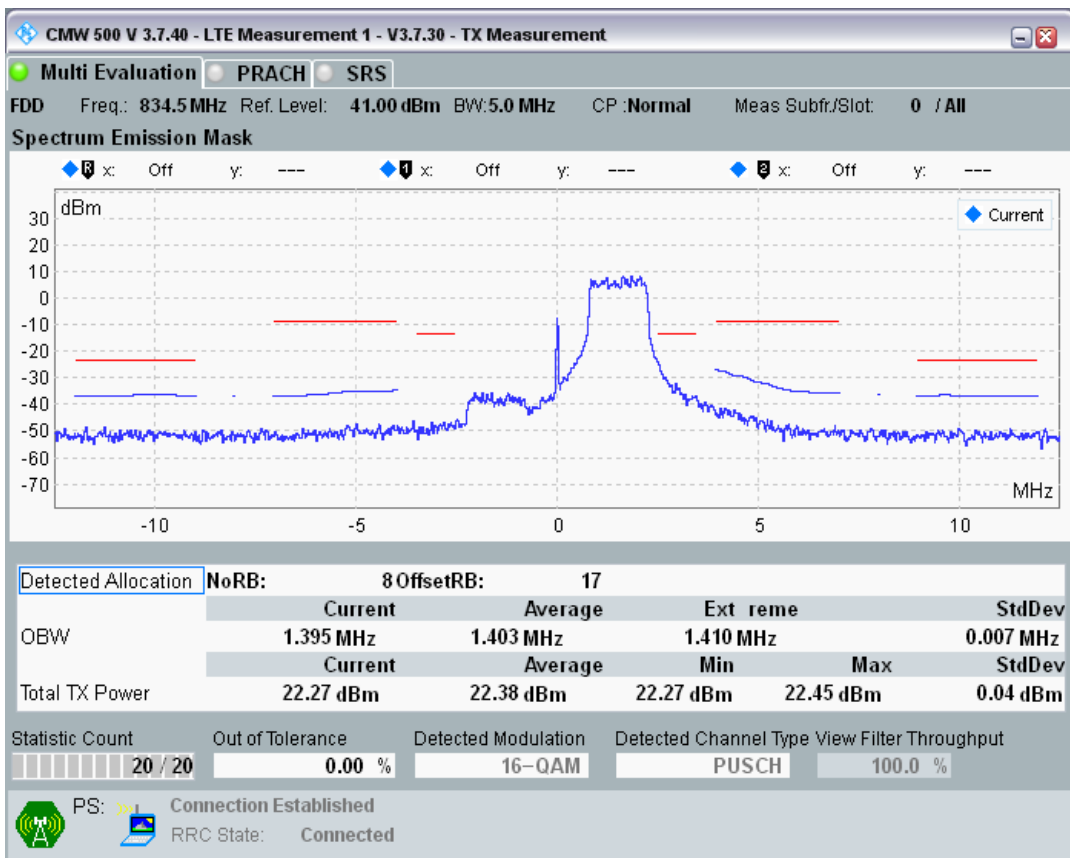 CMW 500 V 3.7.40 - LTE Measurement 1 - V3.7.30 - TX Measurement
Multi Evaluation PRACH SRS
FDD Freq.: 834.5 MHz Ref. Level: 41.00 dBm BW:5.0 MHz CP :Normal Meas Subfr./Slot: 0 / All
Spectrum Emission Mask
R x: Off y: --- 1 x: Off y: --- 2 x: Off y: ---
dBm
Current
30
20
10
0
-10
-20
-30
-40
-50
-60
-70
MHz
-10 -5 0 5 10
Detected Allocation NoRB: 8 OffsetRB: 17
Current Average Ext reme StdDev
OBW 1.395 MHz 1.403 MHz 1.410 MHz 0.007 MHz
Current Average Min Max StdDev
Total TX Power 22.27 dBm 22.38 dBm 22.27 dBm 22.45 dBm 0.04 dBm
Statistic Count Out of Tolerance Detected Modulation Detected Channel Type View Filter Throughput
20 / 20 0.00 % 16-QAM PUSCH 100.0 %
PS: Connection Established
RRC State: Connected